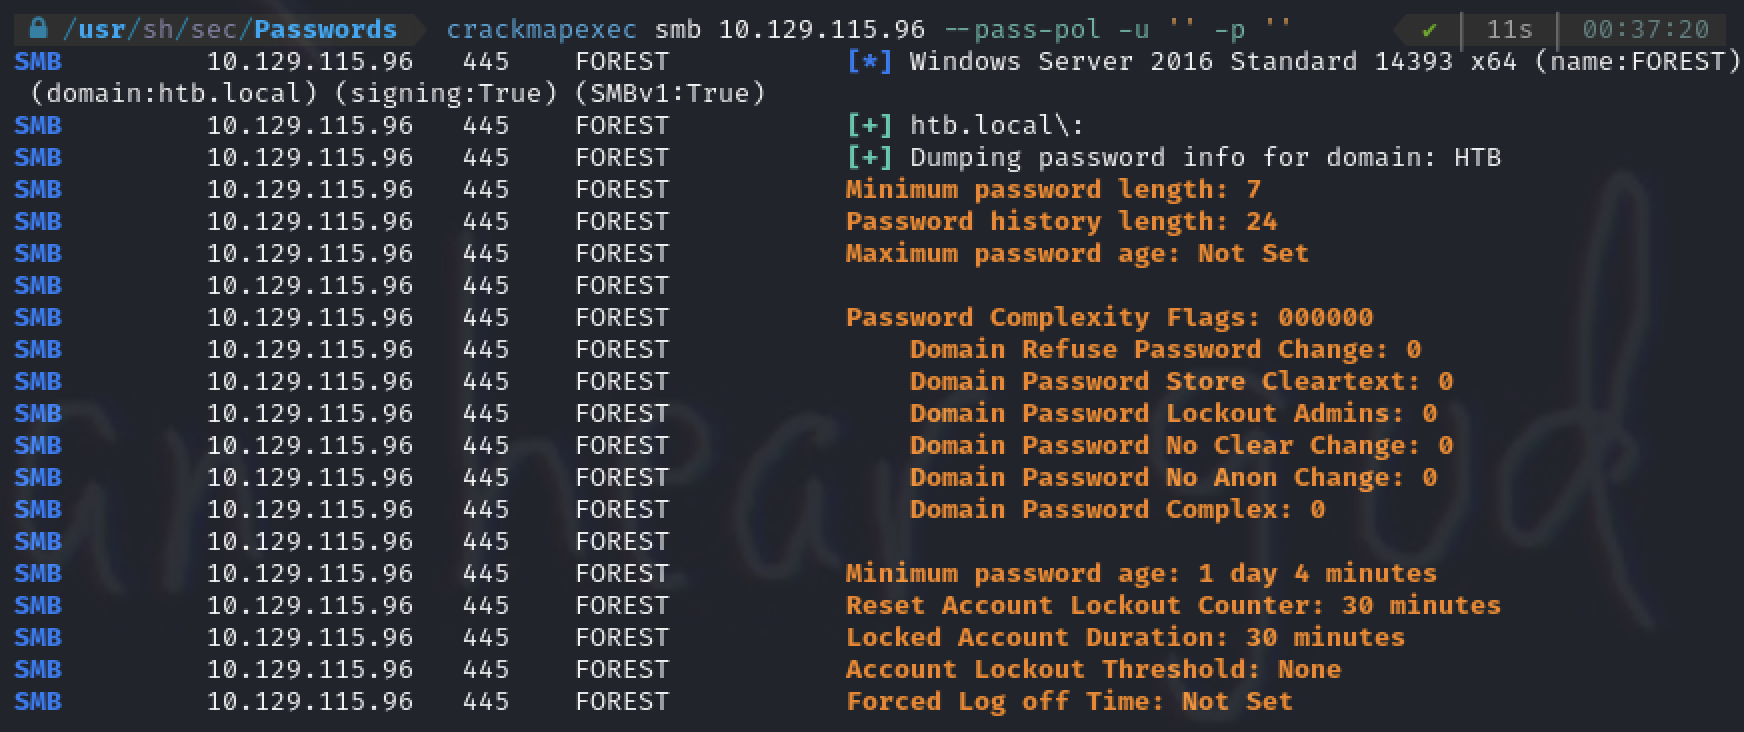 /usr/sh/sec/Passwords crackmapexec smb 10.129.115.96 --pass-pol -u '' -p '' ✔ 11s 00:37:20
SMB 10.129.115.96 445 FOREST [*] Windows Server 2016 Standard 14393 x64 (name:FOREST)
(domain:htb.local) (signing:True) (SMBv1:True)
SMB 10.129.115.96 445 FOREST [+] htb.local\:
SMB 10.129.115.96 445 FOREST [+] Dumping password info for domain: HTB
SMB 10.129.115.96 445 FOREST Minimum password length: 7
SMB 10.129.115.96 445 FOREST Password history length: 24
SMB 10.129.115.96 445 FOREST Maximum password age: Not Set
SMB 10.129.115.96 445 FOREST
SMB 10.129.115.96 445 FOREST Password Complexity Flags: 000000
SMB 10.129.115.96 445 FOREST Domain Refuse Password Change: 0
SMB 10.129.115.96 445 FOREST Domain Password Store Cleartext: 0
SMB 10.129.115.96 445 FOREST Domain Password Lockout Admins: 0
SMB 10.129.115.96 445 FOREST Domain Password No Clear Change: 0
SMB 10.129.115.96 445 FOREST Domain Password No Anon Change: 0
SMB 10.129.115.96 445 FOREST Domain Password Complex: 0
SMB 10.129.115.96 445 FOREST
SMB 10.129.115.96 445 FOREST Minimum password age: 1 day 4 minutes
SMB 10.129.115.96 445 FOREST Reset Account Lockout Counter: 30 minutes
SMB 10.129.115.96 445 FOREST Locked Account Duration: 30 minutes
SMB 10.129.115.96 445 FOREST Account Lockout Threshold: None
SMB 10.129.115.96 445 FOREST Forced Log off Time: Not Set